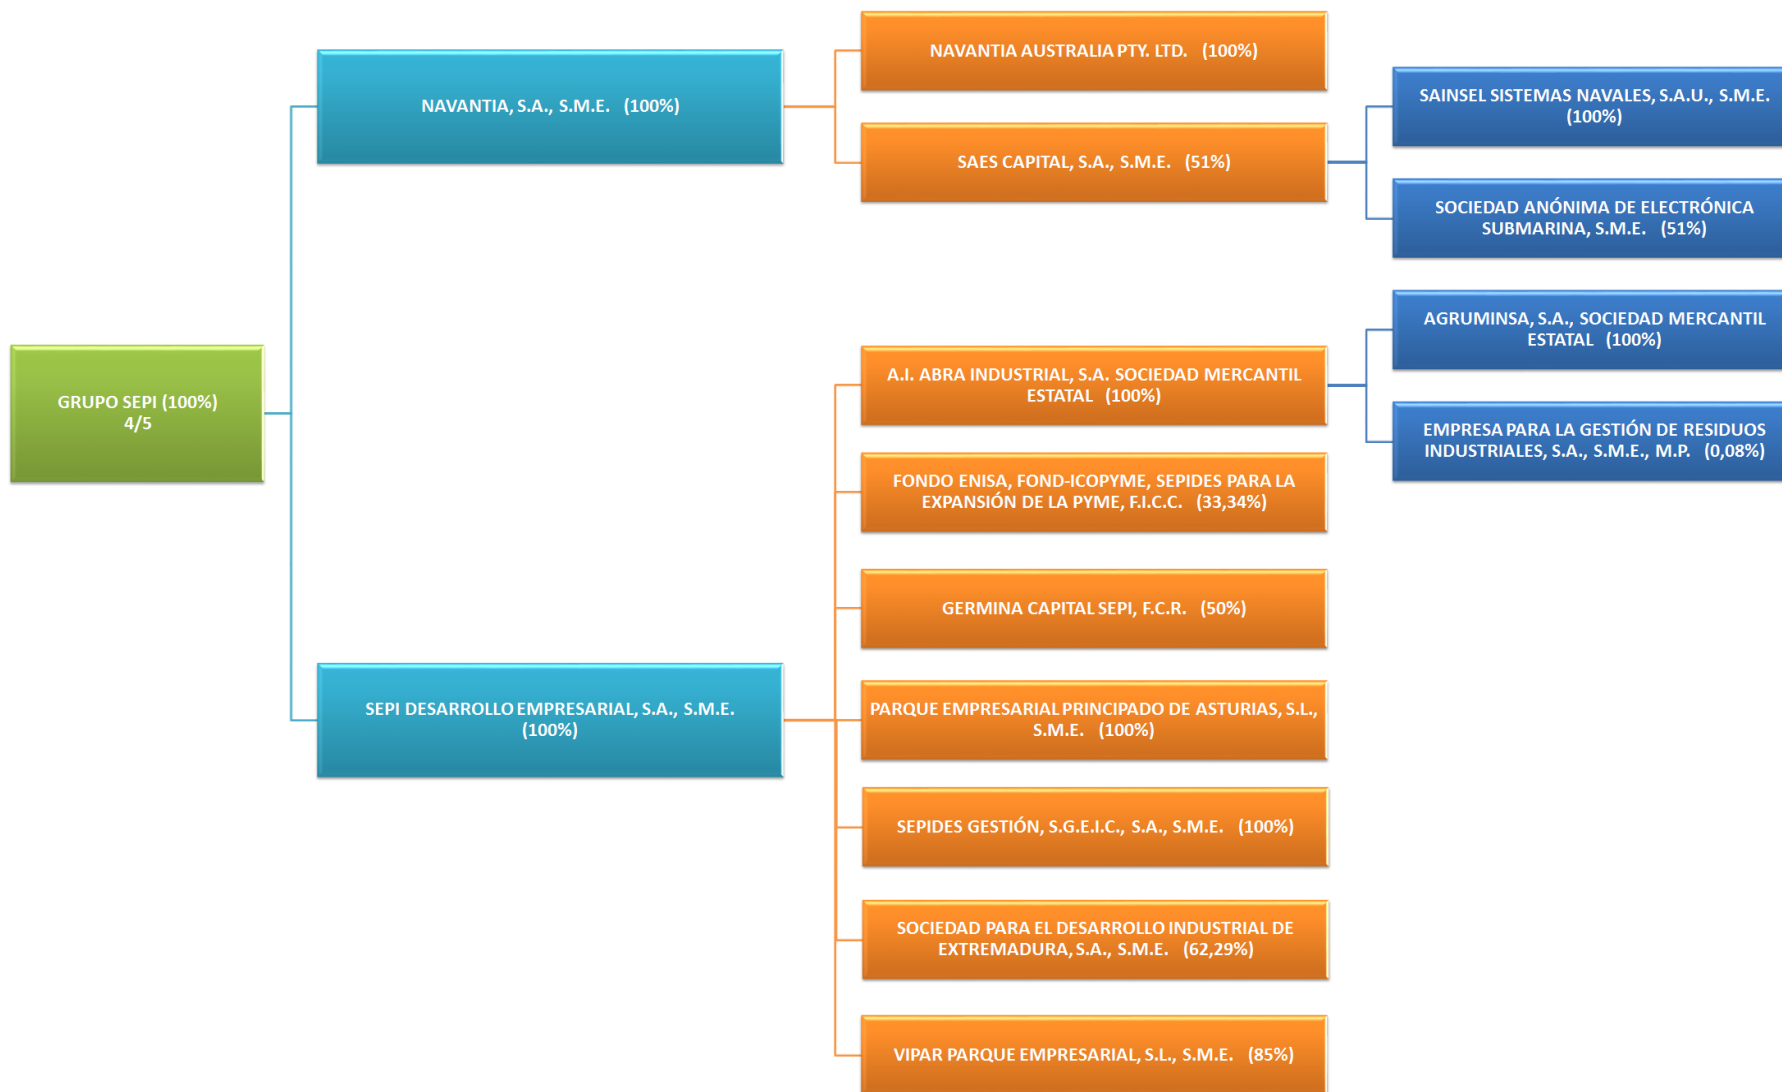 GRUPO SEPI (100%)
4/5
NAVANTIA, S.A., S.M.E. (100%)
NAVANTIA AUSTRALIA PTY. LTD. (100%)
SAES CAPITAL, S.A., S.M.E. (51%)
SAINSEL SISTEMAS NAVALES, S.A.U., S.M.E.
(100%)
SOCIEDAD ANÓNIMA DE ELECTRÓNICA
SUBMARINA, S.M.E. (51%)
SEPI DESARROLLO EMPRESARIAL, S.A., S.M.E.
(100%)
A.I. ABRA INDUSTRIAL, S.A. SOCIEDAD MERCANTIL
ESTATAL (100%)
AGRUMINSA, S.A., SOCIEDAD MERCANTIL
ESTATAL (100%)
EMPRESA PARA LA GESTIÓN DE RESIDUOS
INDUSTRIALES, S.A., S.M.E., M.P. (0,08%)
FONDO ENISA, FOND-ICOPYME, SEPIDES PARA LA
EXPANSIÓN DE LA PYME, F.I.C.C. (33,34%)
GERMINA CAPITAL SEPI, F.C.R. (50%)
PARQUE EMPRESARIAL PRINCIPADO DE ASTURIAS, S.L.,
S.M.E. (100%)
SEPIDES GESTIÓN, S.G.E.I.C., S.A., S.M.E. (100%)
SOCIEDAD PARA EL DESARROLLO INDUSTRIAL DE
EXTREMADURA, S.A., S.M.E. (62,29%)
VIPAR PARQUE EMPRESARIAL, S.L., S.M.E. (85%)